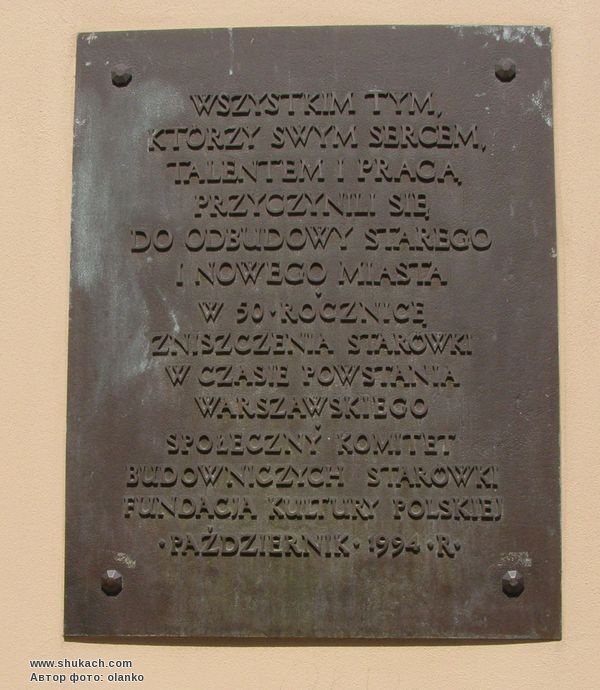 WSZYSTKIM TYM,
KTÓRZY SWYM SERCEM,
TALENTEM I PRACĄ,
PRZYCZYNILI SIĘ
DO ODBUDOWY STAREGO
I NOWEGO MIASTA
W 50·ROCZNICĘ
ZNISZCZENIA STARÓWKI
W CZASIE POWSTANIA
WARSZAWSKIEGO
SPOŁECZNY KOMITET
BUDOWNICZYCH STARÓWKI
FUNDACJA KULTURY POLSKIEJ
·PAŹDZIERNIK·1994·R·
www.shukach.com
Автор фото: olanko